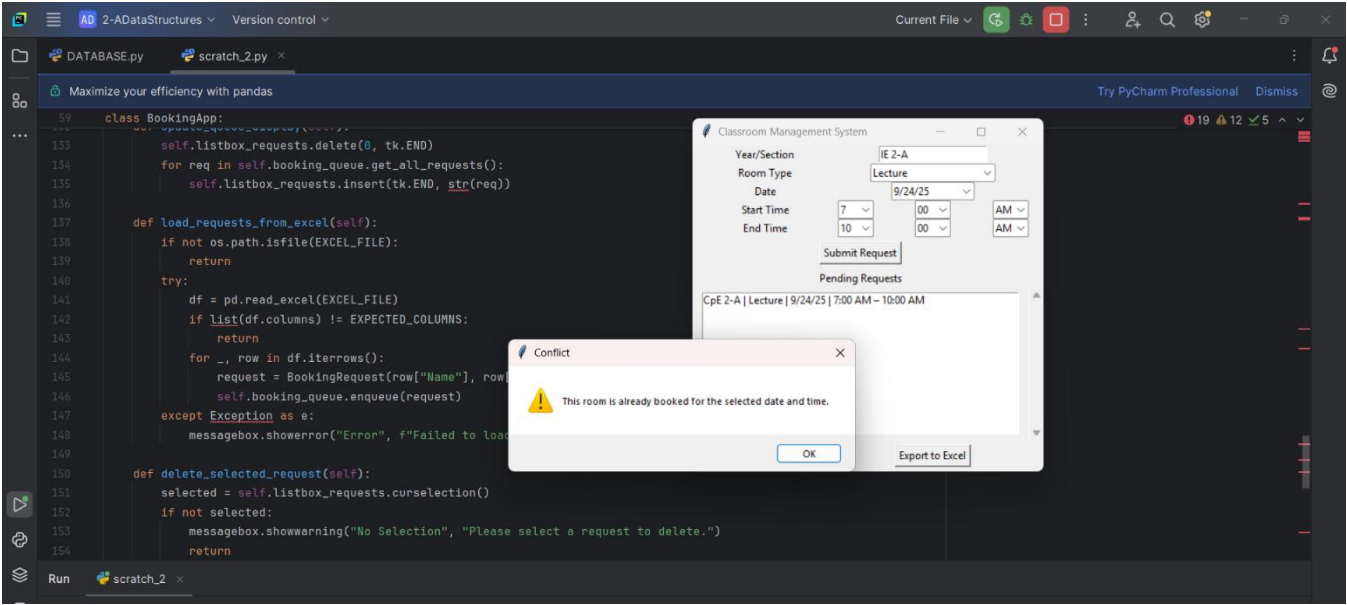 AD 2-ADataStructures Version control Current File
DATABASE.py scratch_2.py
Maximize your efficiency with pandas Try PyCharm Professional Dismiss
59 class BookingApp: 19 12 5
133 self.listbox_requests.delete(0, tk.END)
134 for req in self.booking_queue.get_all_requests():
135 self.listbox_requests.insert(tk.END, str(req))
136
137 def load_requests_from_excel(self):
138 if not os.path.isfile(EXCEL_FILE):
139 return
140 try:
141 df = pd.read_excel(EXCEL_FILE)
142 if list(df.columns) != EXPECTED_COLUMNS:
143 return
144 for _, row in df.iterrows():
145 request = BookingRequest(row["Name"], row[
146 self.booking_queue.enqueue(request)
147 except Exception as e:
148 messagebox.showerror("Error", f"Failed to load
149
150 def delete_selected_request(self):
151 selected = self.listbox_requests.curselection()
152 if not selected:
153 messagebox.showwarning("No Selection", "Please select a request to delete.")
154 return
Run scratch_2
Classroom Management System
Year/Section IE 2-A
Room Type Lecture
Date 9/24/25
Start Time 7 00 AM
End Time 10 00 AM
Submit Request
Pending Requests
CpE 2-A | Lecture | 9/24/25 | 7:00 AM – 10:00 AM
Export to Excel
Conflict
This room is already booked for the selected date and time.
OK